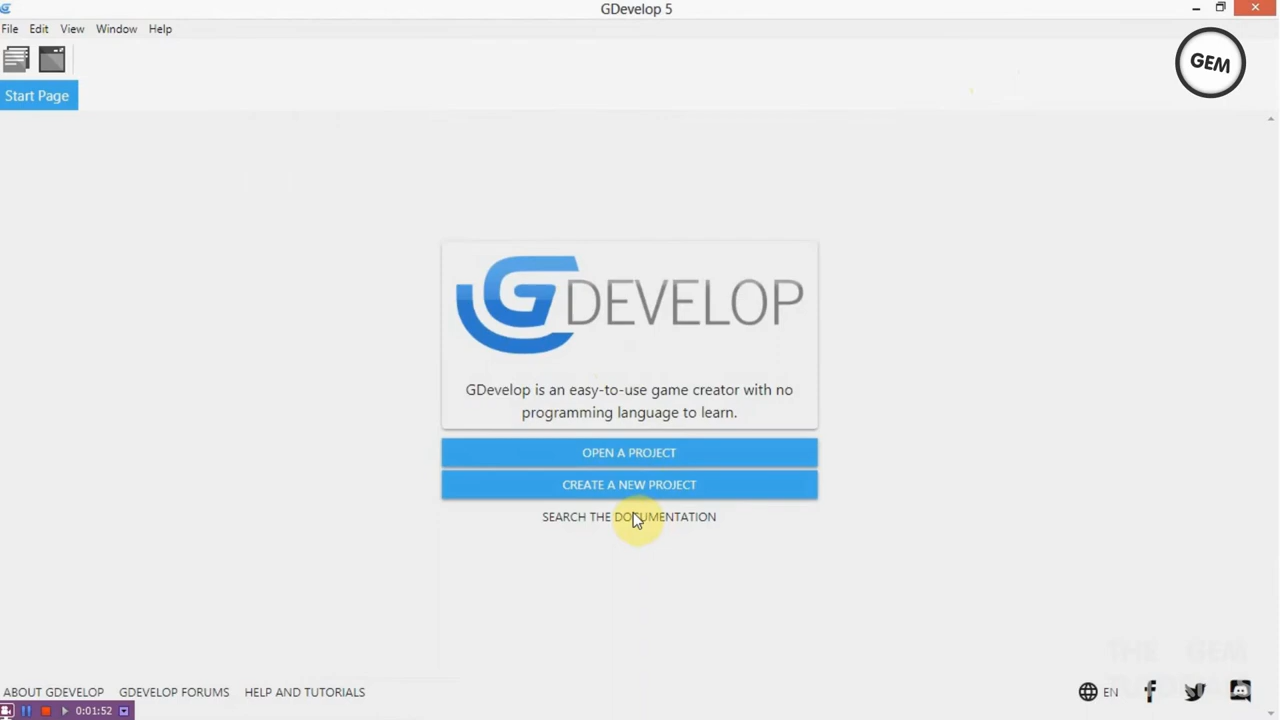 GDevelop 5
File Edit View Window Help
GEM
Start Page
GDEVELOP
GDevelop is an easy-to-use game creator with no
programming language to learn.
OPEN A PROJECT
CREATE A NEW PROJECT
SEARCH THE DOCUMENTATION
THE GEM
ABOUT GDEVELOP GDEVELOP FORUMS HELP AND TUTORIALS
EN
0:01:52